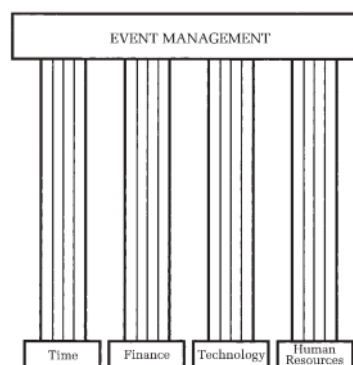 EVENT MANAGEMENT
Time
Finance
Technology
Human
Resources